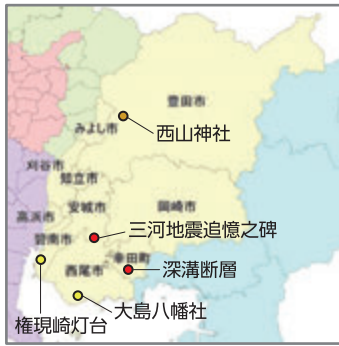 豊田市
みよし市
西山神社
刈谷市
知立市
岡崎市
安城市
高浜市
三河地震追憶之碑
碧南市
幸田町
西尾市
深溝断層
大島八幡社
権現崎灯台